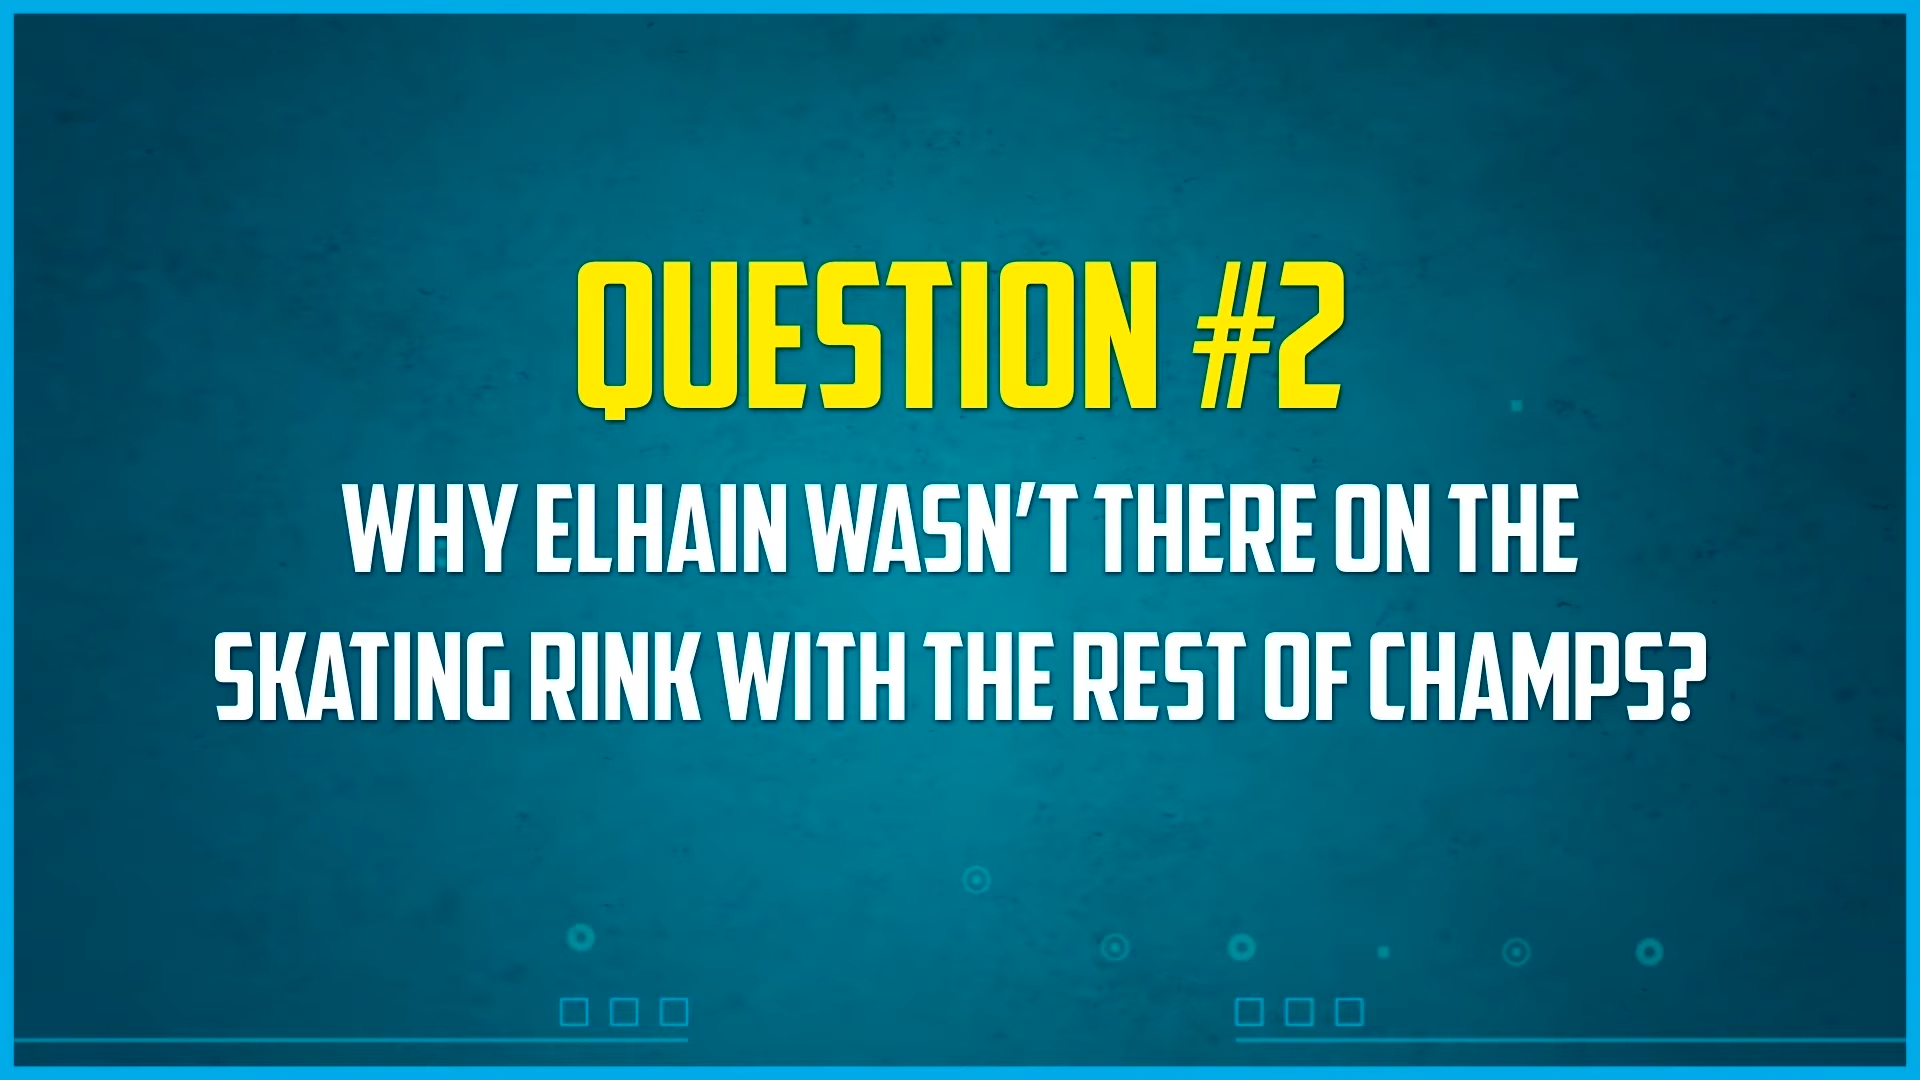 QUESTION #2
WHY ELHAIN WASN'T THERE ON THE
SKATING RINK WITH THE REST OF CHAMPS?